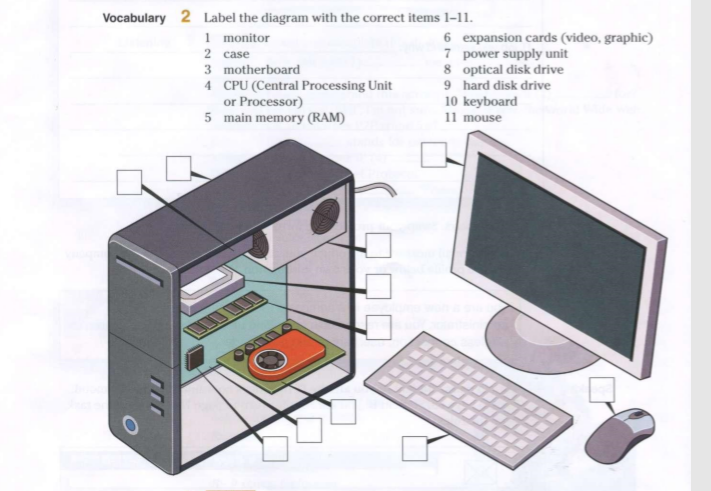 Vocabulary 2 Label the diagram with the correct items 1–11.
1 monitor
2 case
3 motherboard
4 CPU (Central Processing Unit
or Processor)
5 main memory (RAM)
6 expansion cards (video, graphic)
7 power supply unit
8 optical disk drive
9 hard disk drive
10 keyboard
11 mouse